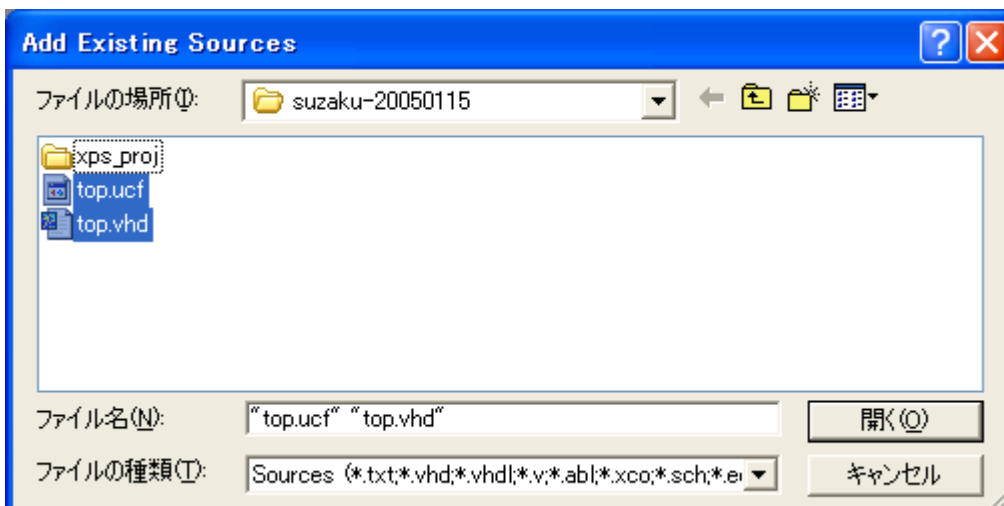 Add Existing Sources
ファイルの場所(I): suzaku-20050115
xps_proj
top.ucf
top.vhd
ファイル名(N): "top.ucf" "top.vhd" 開く(O)
ファイルの種類(T): Sources (*.txt;*.vhd;*.vhdl;*.v;*.abl;*.xco;*.sch;*.e キャンセル